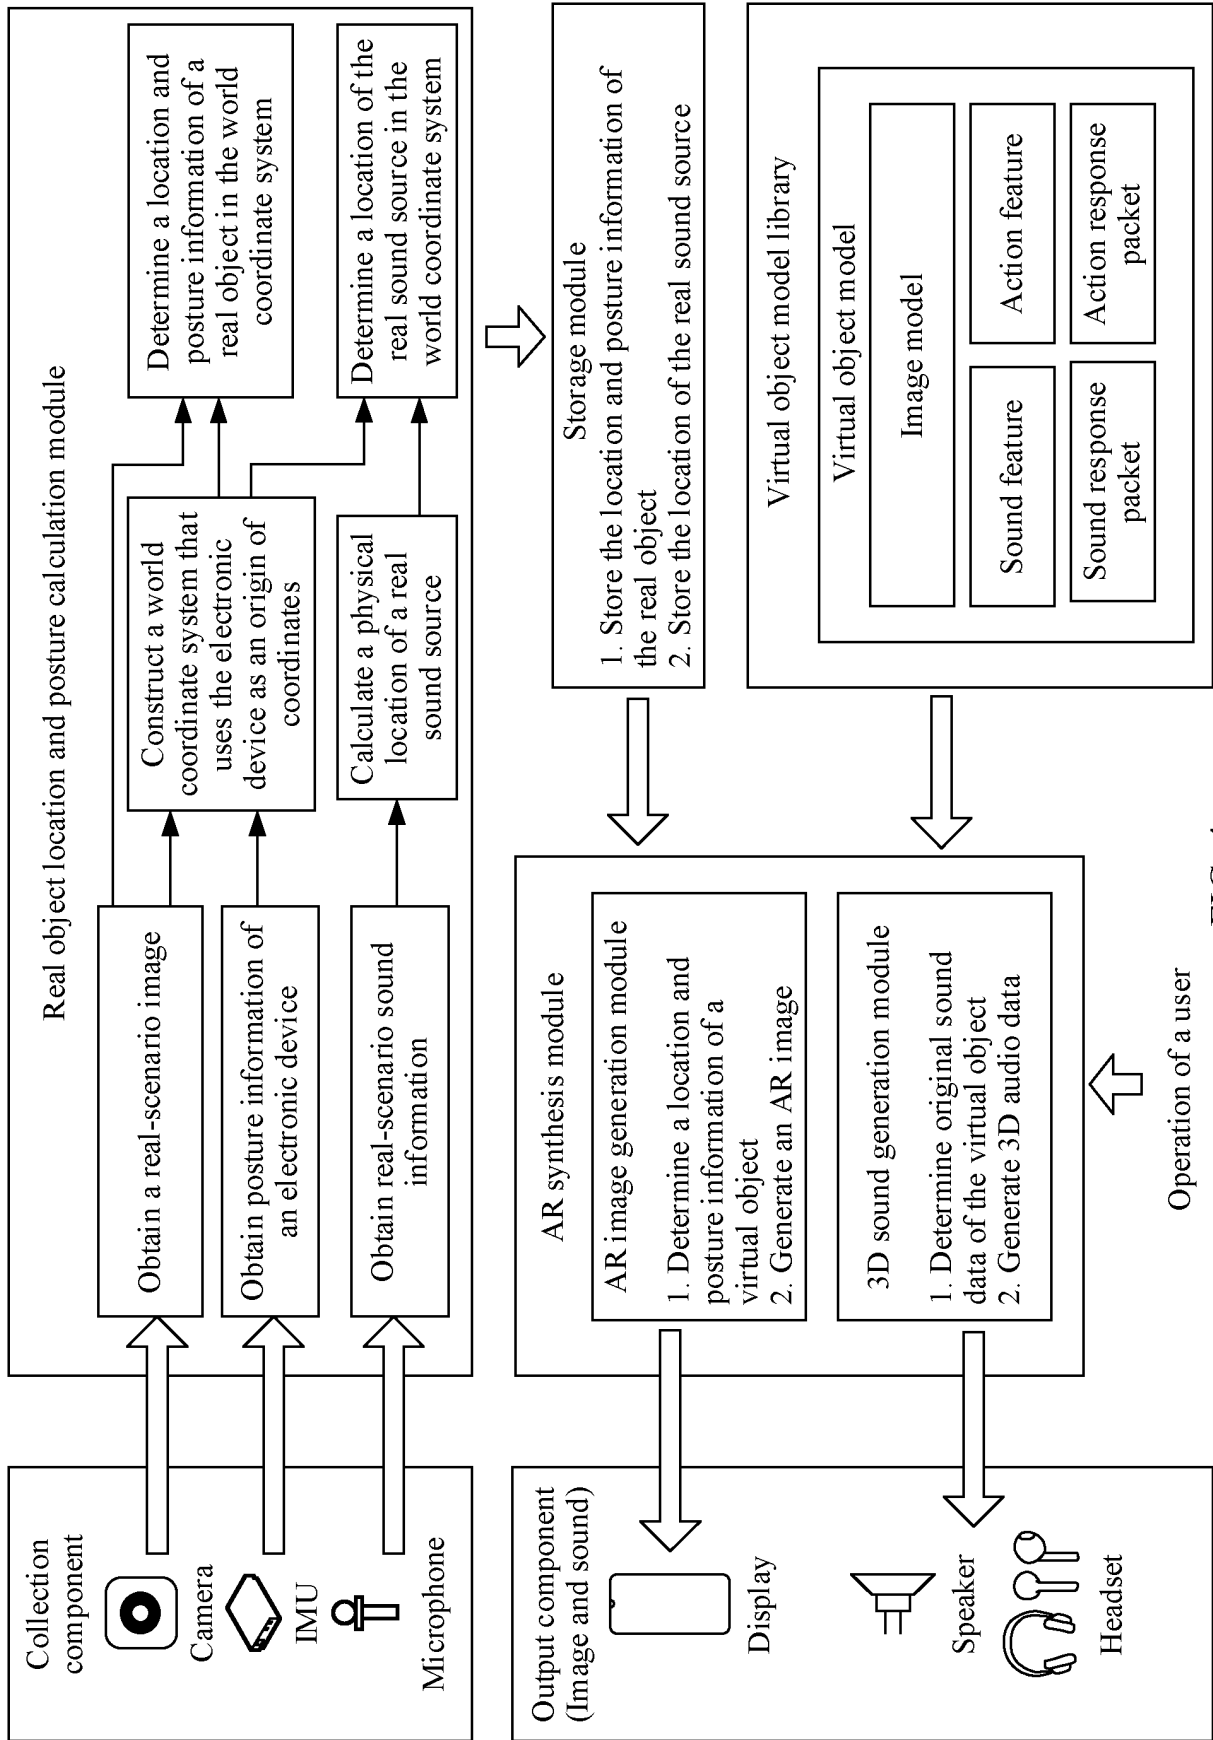 Collection
component
Camera
IMU
Microphone
Real object location and posture calculation module
Obtain a real-scenario image
Obtain posture information of
an electronic device
Obtain real-scenario sound
information
Construct a world
coordinate system that
uses the electronic
device as an origin of
coordinates
Calculate a physical
location of a real
sound source
Determine a location and
posture information of a
real object in the world
coordinate system
Determine a location of the
real sound source in the
world coordinate system
Output component
(Image and sound)
Display
Speaker
Headset
AR synthesis module
AR image generation module
1. Determine a location and
posture information of a
virtual object
2. Generate an AR image
3D sound generation module
1. Determine original sound
data of the virtual object
2. Generate 3D audio data
Operation of a user
Storage module
1. Store the location and posture information of
the real object
2. Store the location of the real sound source
Virtual object model library
Virtual object model
Image model
Sound feature
Action feature
Sound response
packet
Action response
packet